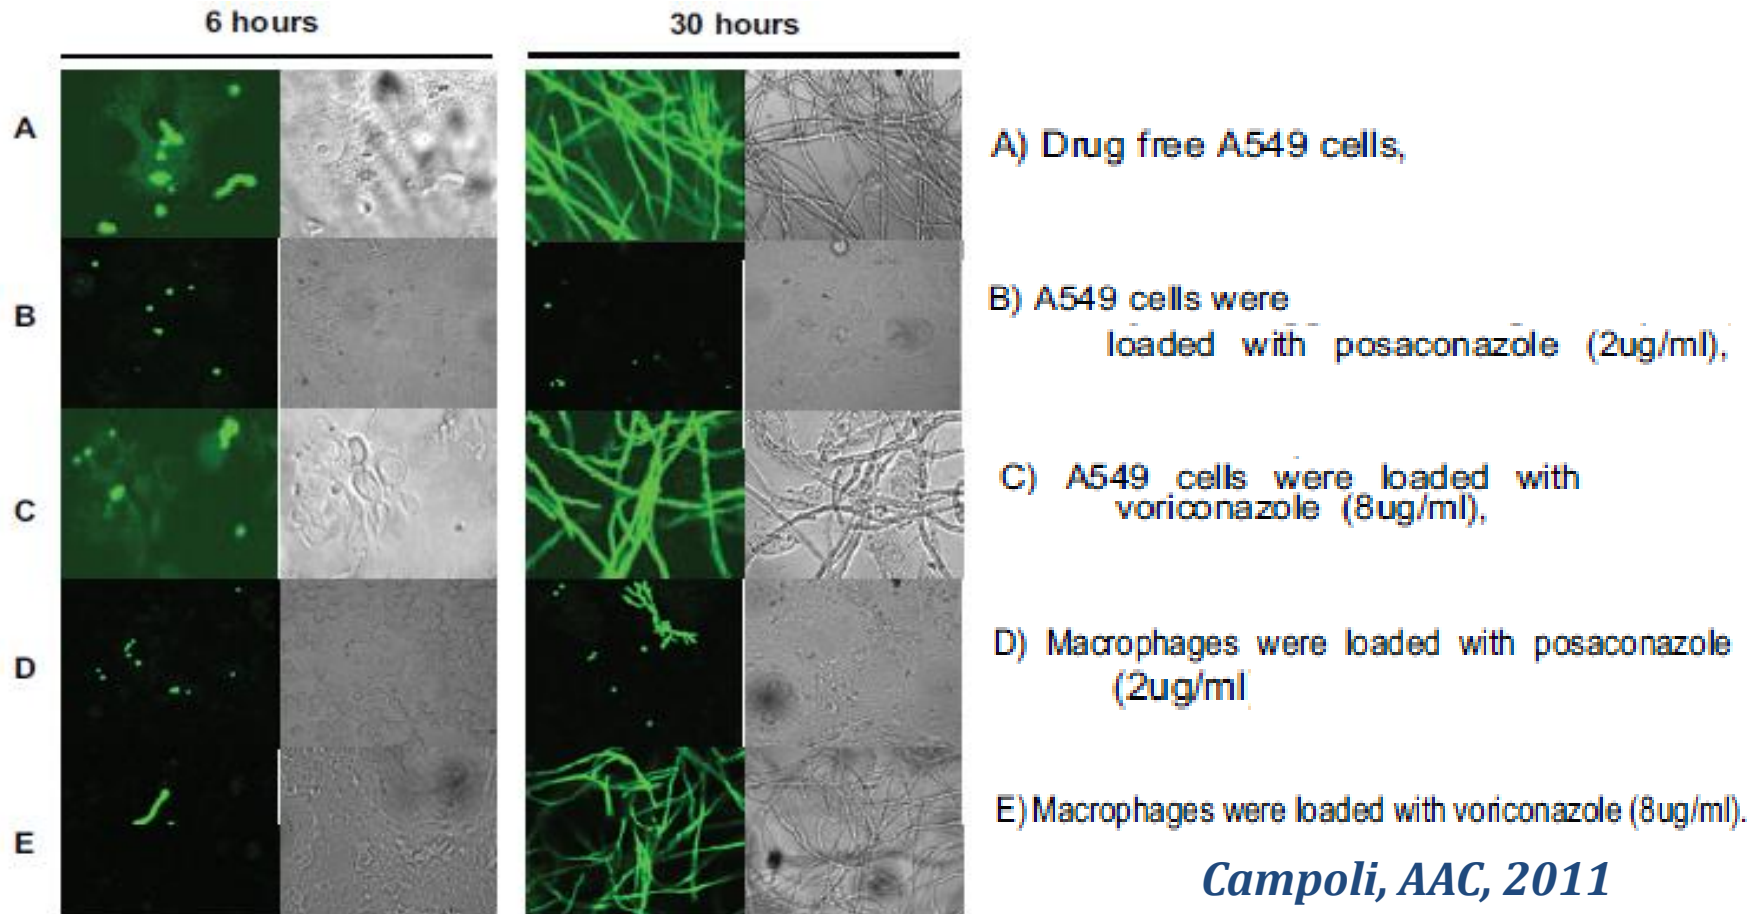 6 hours
30 hours
A
B
C
D
E
A) Drug free A549 cells,
B) A549 cells were
loaded with posaconazole (2ug/ml),
C) A549 cells were loaded with
voriconazole (8ug/ml),
D) Macrophages were loaded with posaconazole
(2ug/ml
E) Macrophages were loaded with voriconazole (8ug/ml).
Campoli, AAC, 2011